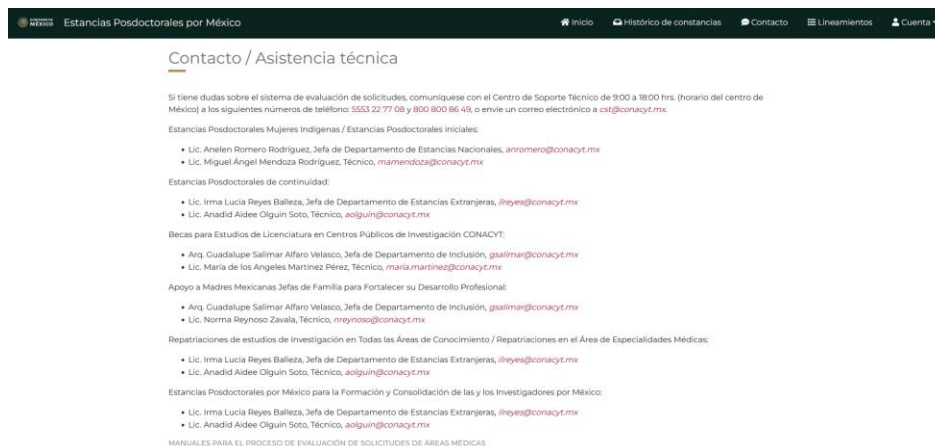 GOBIERNO DE MÉXICO Estancias Posdoctorales por México Inicio Histórico de constancias Contacto Lineamientos Cuenta
Contacto / Asistencia técnica
Si tiene dudas sobre el sistema de evaluación de solicitudes, comuníquese con el Centro de Soporte Técnico de 9:00 a 18:00 hrs. (horario del centro de
México) a los siguientes números de teléfono: 5553 22 77 08 y 800 800 86 49, o envíe un correo electrónico a cst@conacyt.mx.
Estancias Posdoctorales Mujeres Indígenas / Estancias Posdoctorales iniciales:
• Lic. Anelen Romero Rodríguez, Jefa de Departamento de Estancias Nacionales, anromero@conacyt.mx
• Lic. Miguel Ángel Mendoza Rodríguez, Técnico, mamendoza@conacyt.mx
Estancias Posdoctorales de continuidad:
• Lic. Irma Lucia Reyes Balleza, Jefa de Departamento de Estancias Extranjeras, ilreyes@conacyt.mx
• Lic. Anadid Aidee Olguin Soto, Técnico, aolguin@conacyt.mx
Becas para Estudios de Licenciatura en Centros Públicos de Investigación CONACYT:
• Arq. Guadalupe Salimar Alfaro Velasco, Jefa de Departamento de Inclusión, gsalimar@conacyt.mx
• Lic. María de los Angeles Martínez Pérez, Técnico, maria.martinez@conacyt.mx
Apoyo a Madres Mexicanas Jefas de Familia para Fortalecer su Desarrollo Profesional:
• Arq. Guadalupe Salimar Alfaro Velasco, Jefa de Departamento de Inclusión, gsalimar@conacyt.mx
• Lic. Norma Reynoso Zavala, Técnico, nreynoso@conacyt.mx
Repatriaciones de estudios de Investigación en Todas las Áreas de Conocimiento / Repatriaciones en el Área de Especialidades Médicas:
• Lic. Irma Lucia Reyes Balleza, Jefa de Departamento de Estancias Extranjeras, ilreyes@conacyt.mx
• Lic. Anadid Aidee Olguin Soto, Técnico, aolguin@conacyt.mx
Estancias Posdoctorales por México para la Formación y Consolidación de las y los Investigadores por México:
• Lic. Irma Lucia Reyes Balleza, Jefa de Departamento de Estancias Extranjeras, ilreyes@conacyt.mx
• Lic. Anadid Aidee Olguin Soto, Técnico, aolguin@conacyt.mx
MANUALES PARA EL PROCESO DE EVALUACIÓN DE SOLICITUDES DE ÁREAS MÉDICAS